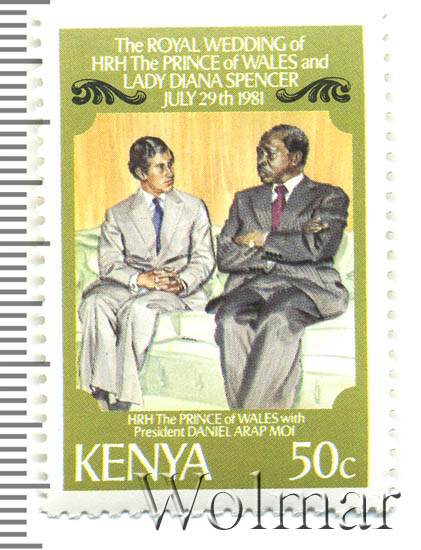 The ROYAL WEDDING of
HRH The PRINCE of WALES and
LADY DIANA SPENCER
JULY 29th 1981
HRH The PRINCE of WALES with
President DANIEL ARAP MOI
KENYA 50c
Wolmar